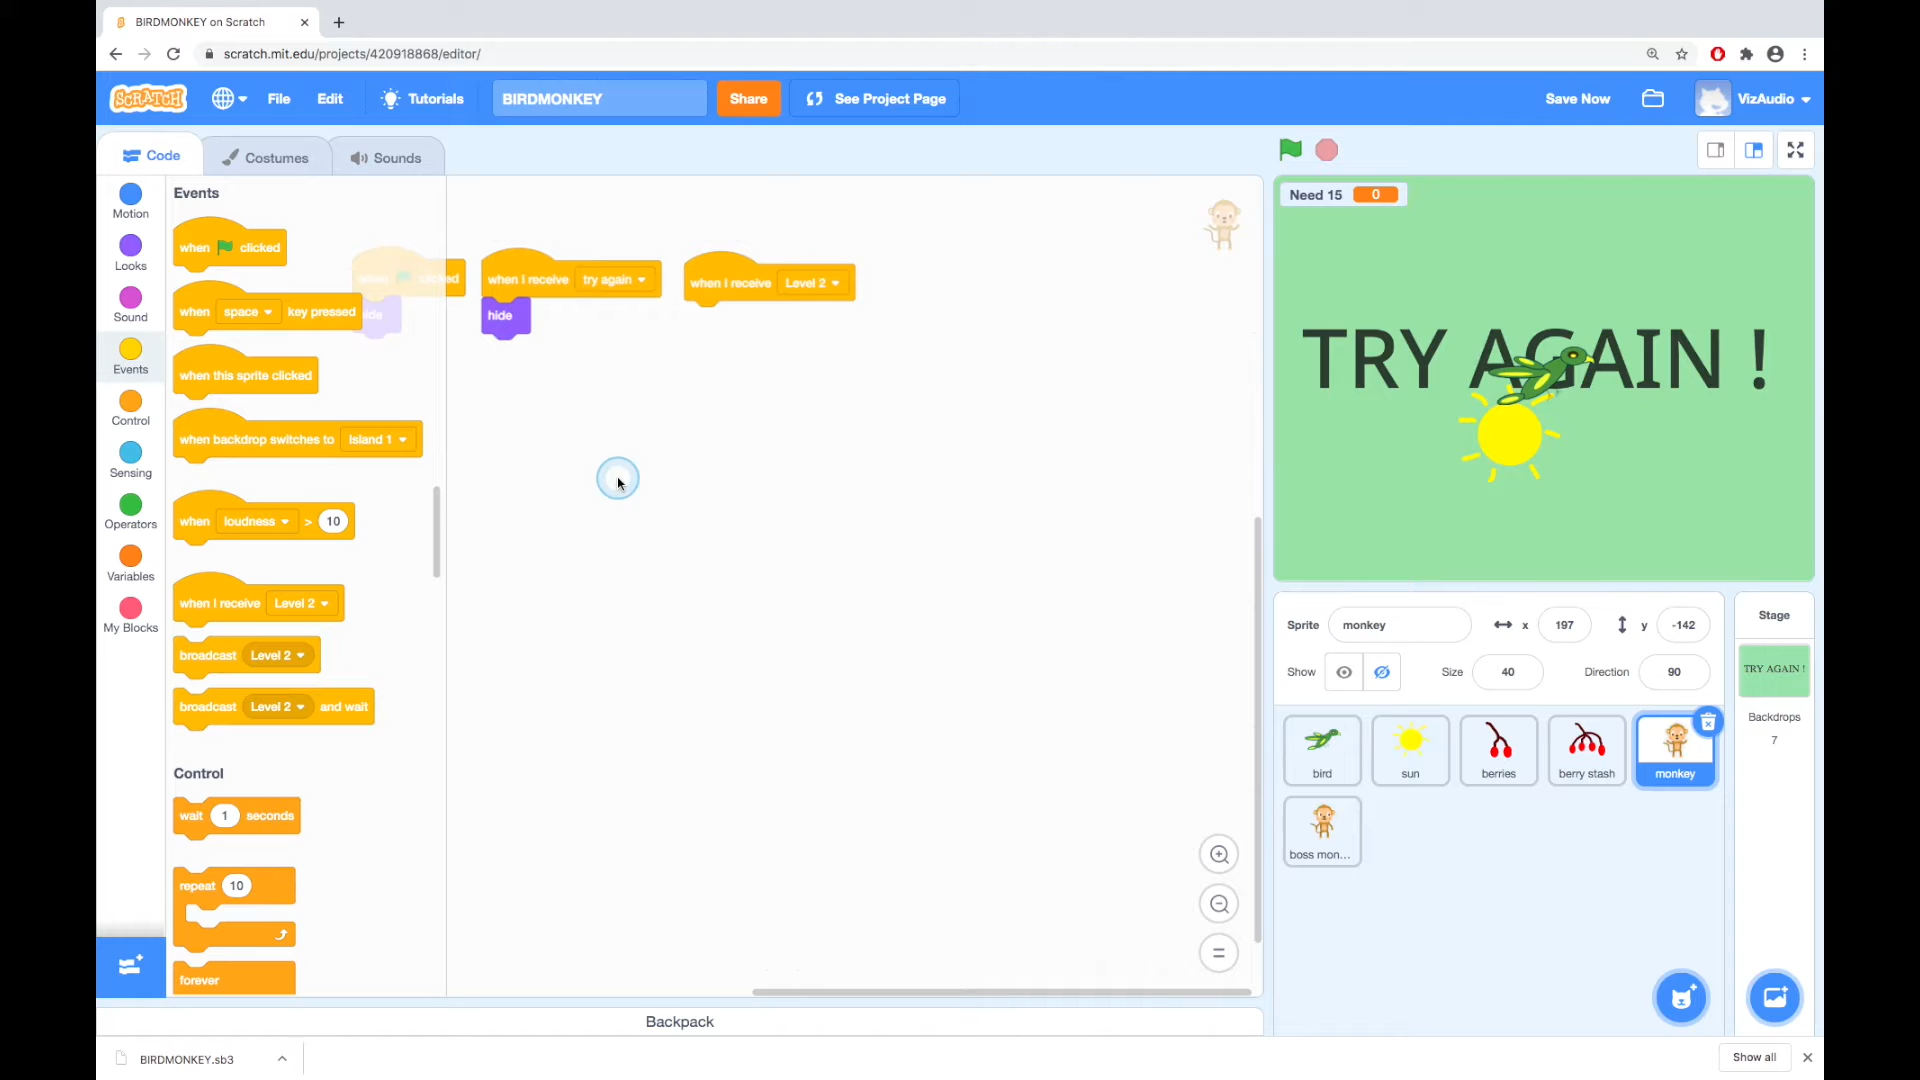 BIRDMONKEY on Scratch
scratch.mit.edu/projects/420918868/editor/
SCRATCH
File
Edit
Tutorials
BIRDMONKEY
Share
See Project Page
Save Now
VizAudio
Code
Costumes
Sounds
Motion
Looks
Sound
Events
Control
Sensing
Operators
Variables
My Blocks
Events
when clicked
when space key pressed
when this sprite clicked
when backdrop switches to Island 1
when loudness > 10
when I receive Level 2
broadcast Level 2
broadcast Level 2 and wait
Control
wait 1 seconds
repeat 10
forever
when clicked
hide
when I receive try again
hide
when I receive Level 2
Need 15 0
TRY AGAIN !
Sprite monkey x 197 y -142
Show Size 40 Direction 90
bird
sun
berries
berry stash
monkey
boss mon...
Stage
TRY AGAIN !
Backdrops
7
Backpack
BIRDMONKEY.sb3
Show all